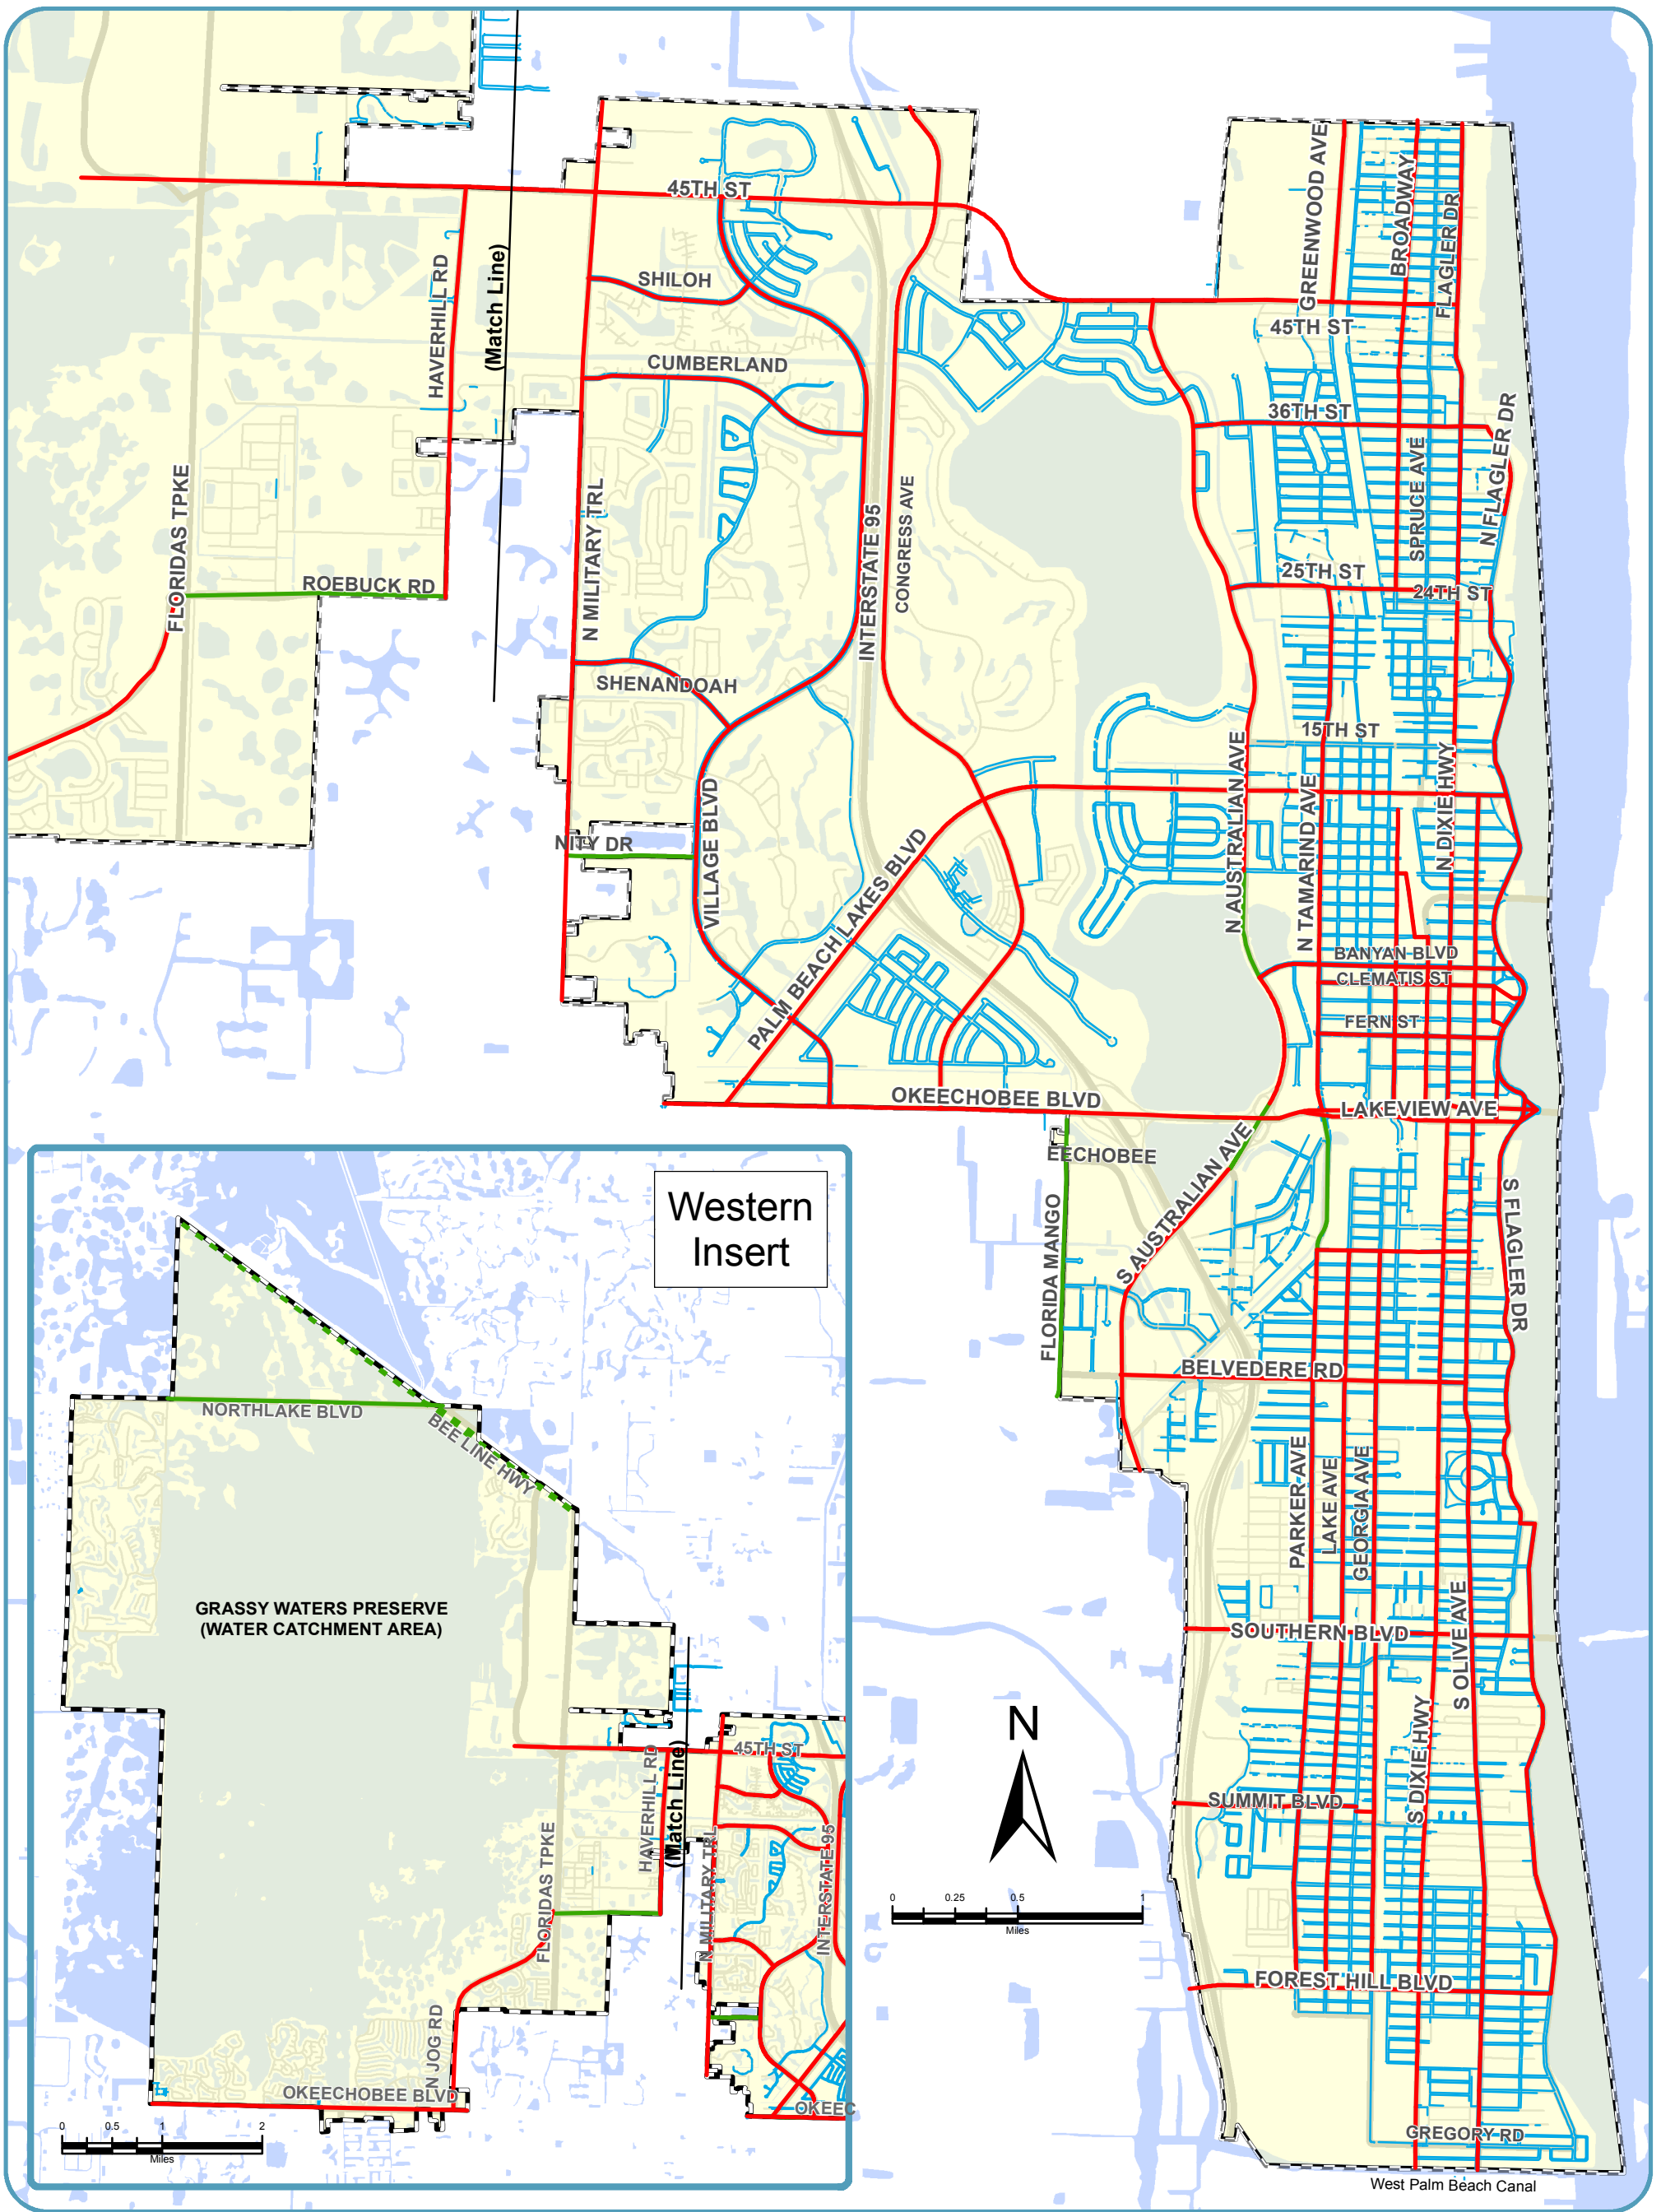 45TH ST
GREENWOOD AVE
BROADWAY
FLAGLER DR
HAVERHILL RD
(Match Line)
SHILOH
45TH ST
CUMBERLAND
36TH ST
N FLAGLER DR
SPRUCE AVE
FLORIDAS TPKE
N MILITARY TRL
INTERSTATE 95
CONGRESS AVE
ROEBUCK RD
25TH ST
24TH ST
SHENANDOAH
15TH ST
N AUSTRALIAN AVE
N TAMARIND AVE
N DIXIE HWY
NITY DR
VILLAGE BLVD
PALM BEACH LAKES BLVD
BANYAN BLVD
CLEMATIS ST
FERN ST
OKEECHOBEE BLVD
LAKEVIEW AVE
EECHOBEE
S AUSTRALIAN AVE
FLORIDA MANGO
S FLAGLER DR
BELVEDERE RD
PARKER AVE
LAKE AVE
GEORGIA AVE
SOUTHERN BLVD
S OLIVE AVE
S DIXIE HWY
SUMMIT BLVD
FOREST HILL BLVD
GREGORY RD
West Palm Beach Canal
N
0 0.25 0.5 1
Miles
Western
Insert
NORTHLAKE BLVD
BEE LINE HWY
GRASSY WATERS PRESERVE
(WATER CATCHMENT AREA)
45TH ST
HAVERHILL RD
(Match Line)
FLORIDAS TPKE
N MILITARY TRL
INTERSTATE 95
N JOG RD
OKEECHOBEE BLVD
OKEEC
0 0.5 1 2
Miles